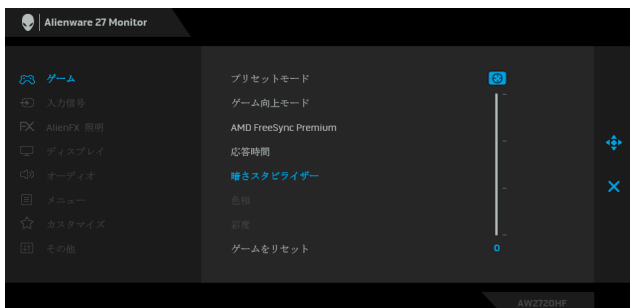 Alienware 27 Monitor
ゲーム
入力信号
AlienFX 照明
ディスプレイ
オーディオ
メニュー
カスタマイズ
その他
プリセットモード
ゲーム向上モード
AMD FreeSync Premium
応答時間
暗さスタビライザー
色相
彩度
ゲームをリセット
0
AW2720HF